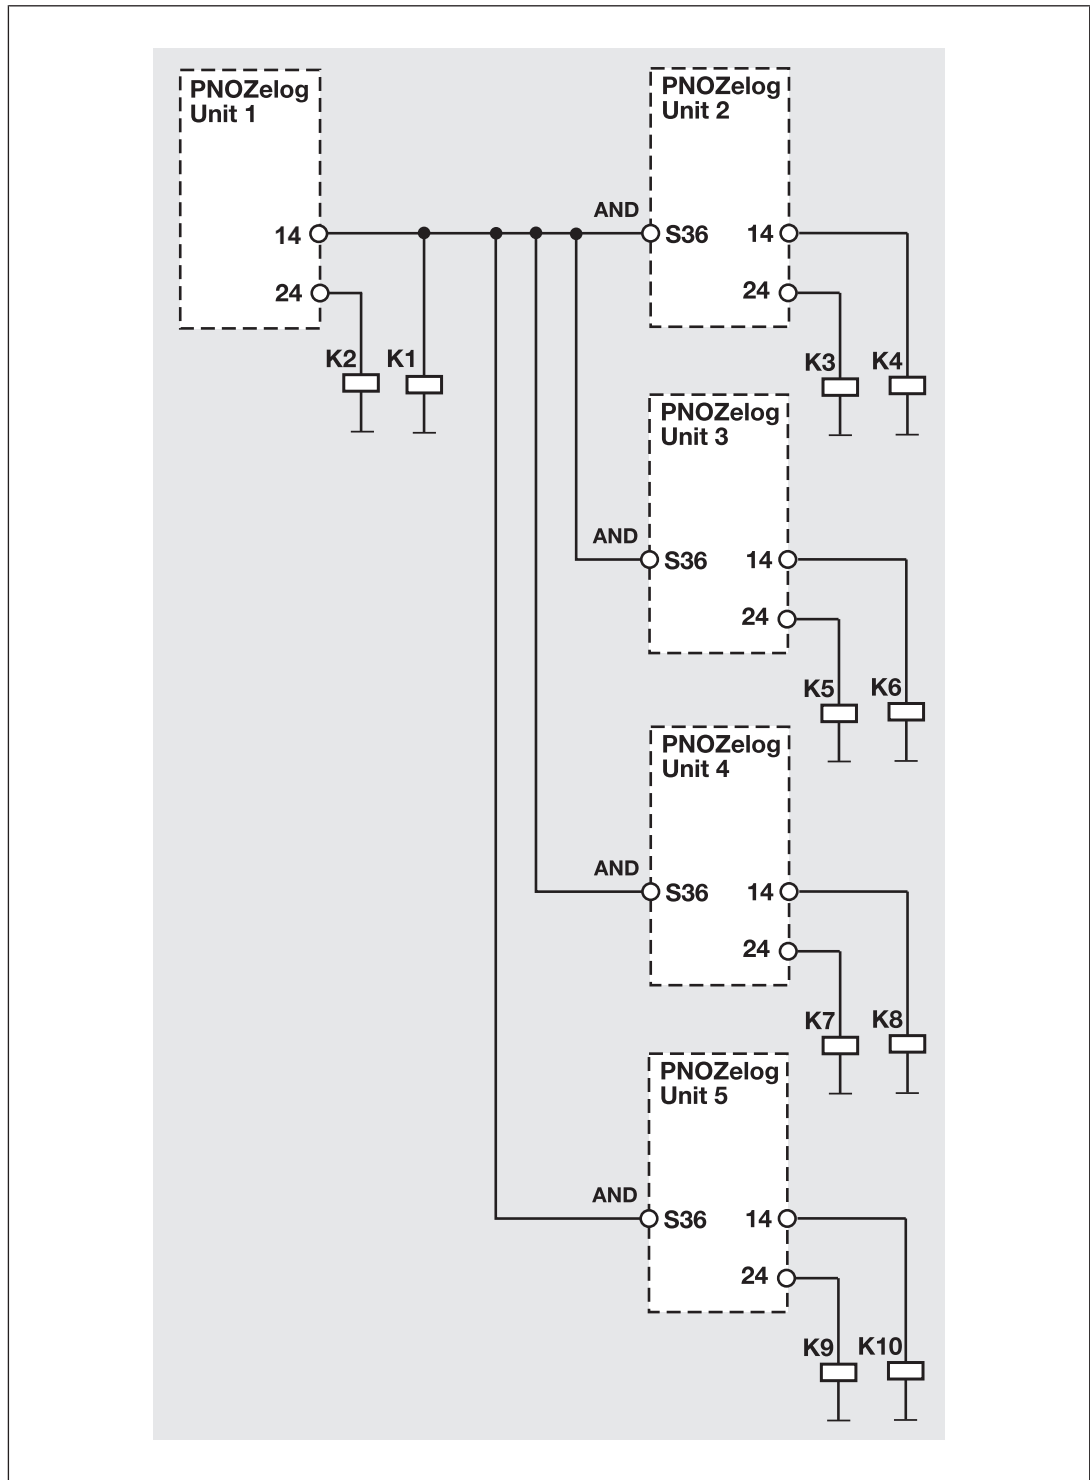 PNOZelog
Unit 1
14
24
K2
K1
PNOZelog
Unit 2
AND
S36
14
24
K3
K4
PNOZelog
Unit 3
AND
S36
14
24
K5
K6
PNOZelog
Unit 4
AND
S36
14
24
K7
K8
PNOZelog
Unit 5
AND
S36
14
24
K9
K10